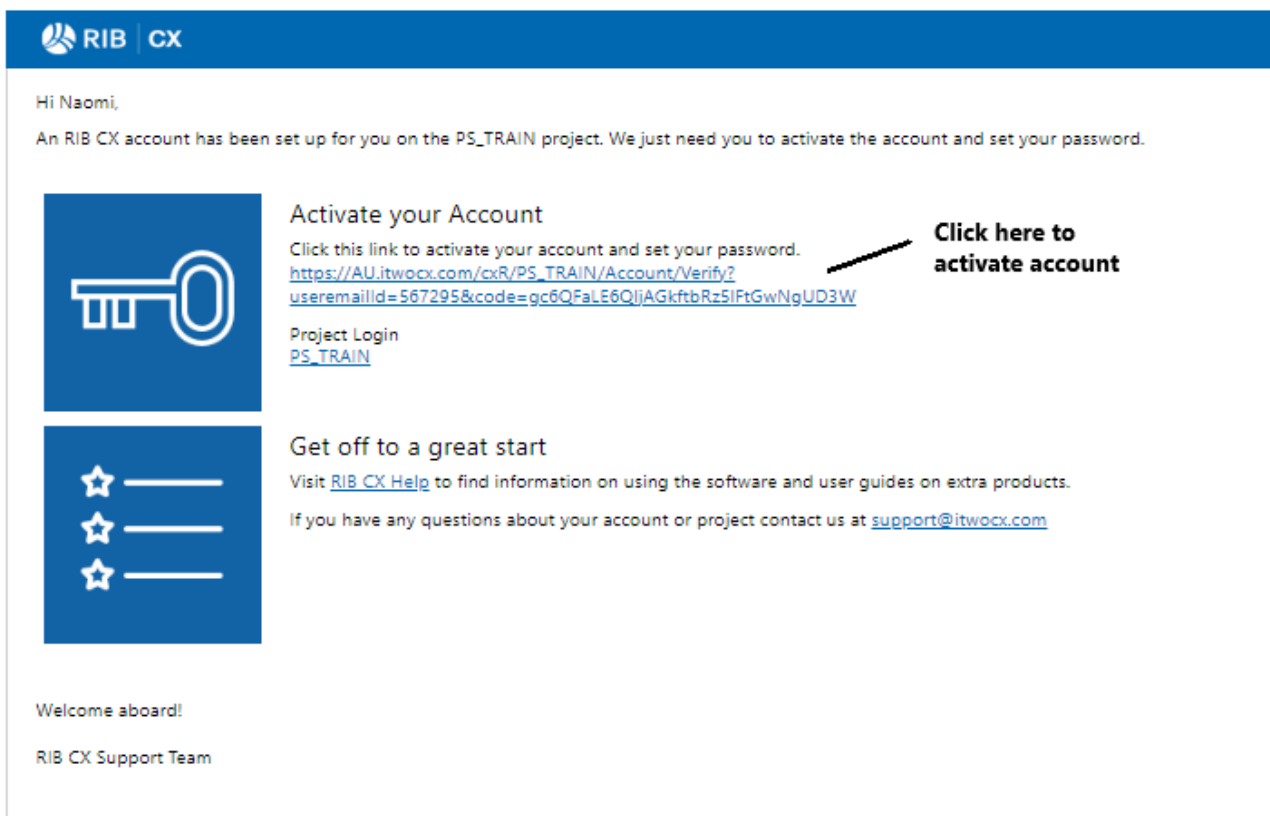 RIB CX
Hi Naomi,
An RIB CX account has been set up for you on the PS_TRAIN project. We just need you to activate the account and set your password.
Activate your Account
Click this link to activate your account and set your password.
https://AU.itwocx.com/cxR/PS_TRAIN/Account/Verify?
useremailId=567295&code=gc6QFaLE6QIjAGkftbRz5IFtGwNgUD3W
Click here to
activate account
Project Login
PS_TRAIN
Get off to a great start
Visit RIB CX Help to find information on using the software and user guides on extra products.
If you have any questions about your account or project contact us at support@itwocx.com
Welcome aboard!
RIB CX Support Team